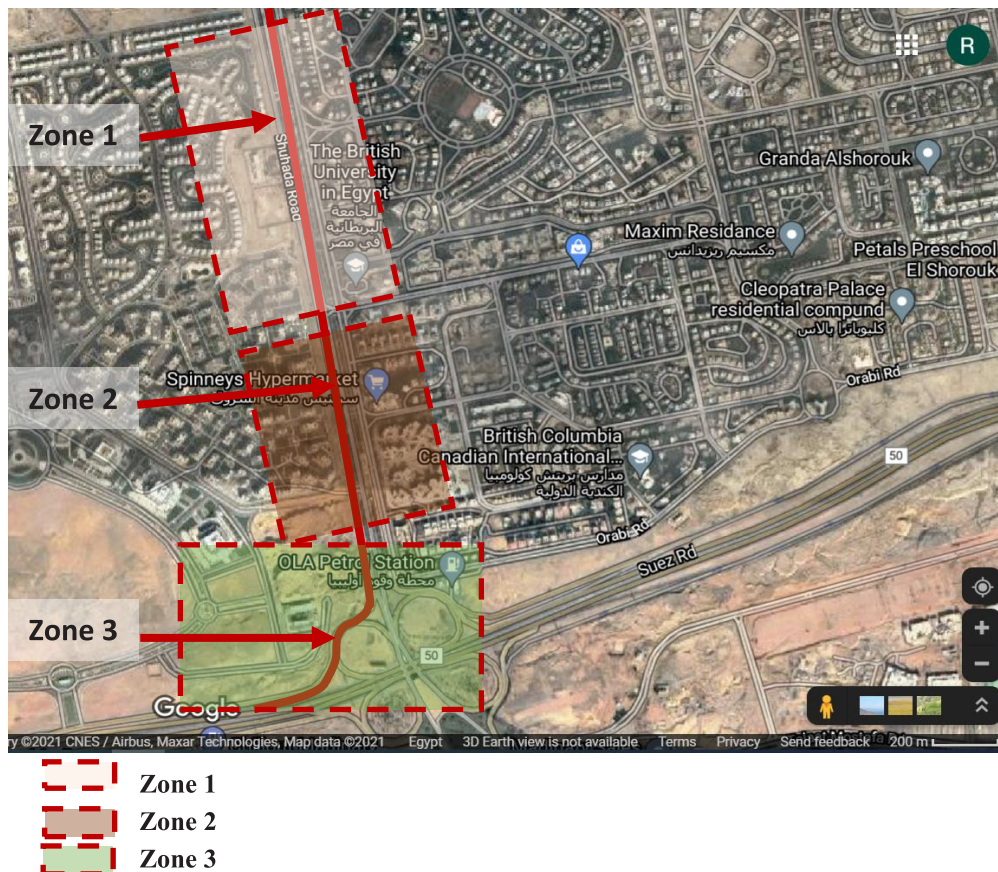 R
Zone 1
Shuhada Road
The British
University
in Egypt
الجامعة
البريطانية
في مصر
Granda Alshorouk
Maxim Residance
مكسيم ريزيدانس
Petals Preschool
El Shorouk
Cleopatra Palace
residential compund
كليوباترا بالاس
Orabi Rd
Zone 2
Spinneys Hypermarket
British Columbia
Canadian International...
مدارس بريتش كولومبيا
الكندية الدولية
50
Orabi Rd
Suez Rd
OLA Petrol Station
محطة وقود اوليبيا
Zone 3
50
Google
ry ©2021 CNES / Airbus, Maxar Technologies, Map data ©2021 Egypt 3D Earth view is not available Terms Privacy Send feedback 200 m
Zone 1
Zone 2
Zone 3